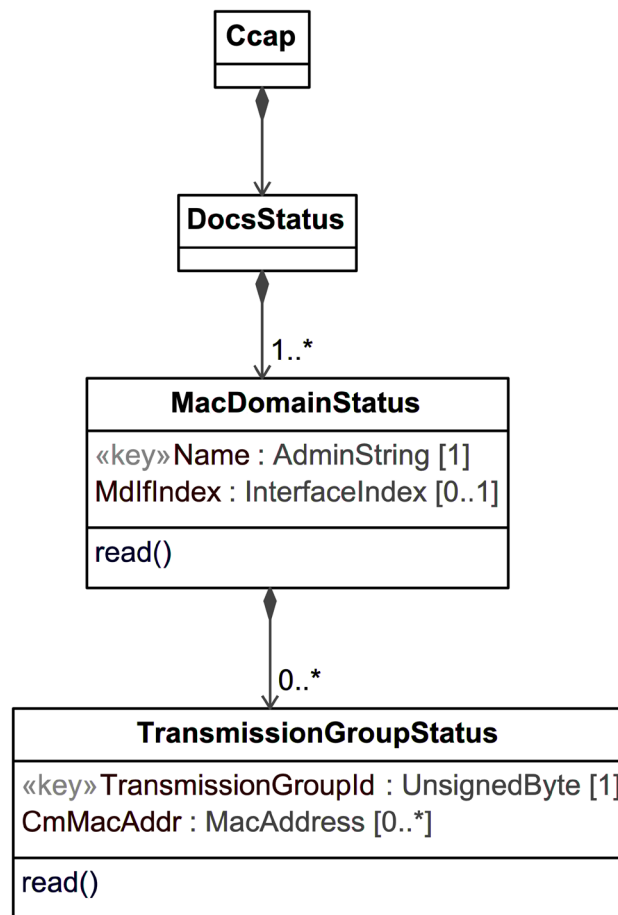 Ccap
DocsStatus
1..*
MacDomainStatus
«key»Name : AdminString [1]
MdIfIndex : InterfaceIndex [0..1]
read()
0..*
TransmissionGroupStatus
«key»TransmissionGroupId : UnsignedByte [1]
CmMacAddr : MacAddress [0..*]
read()